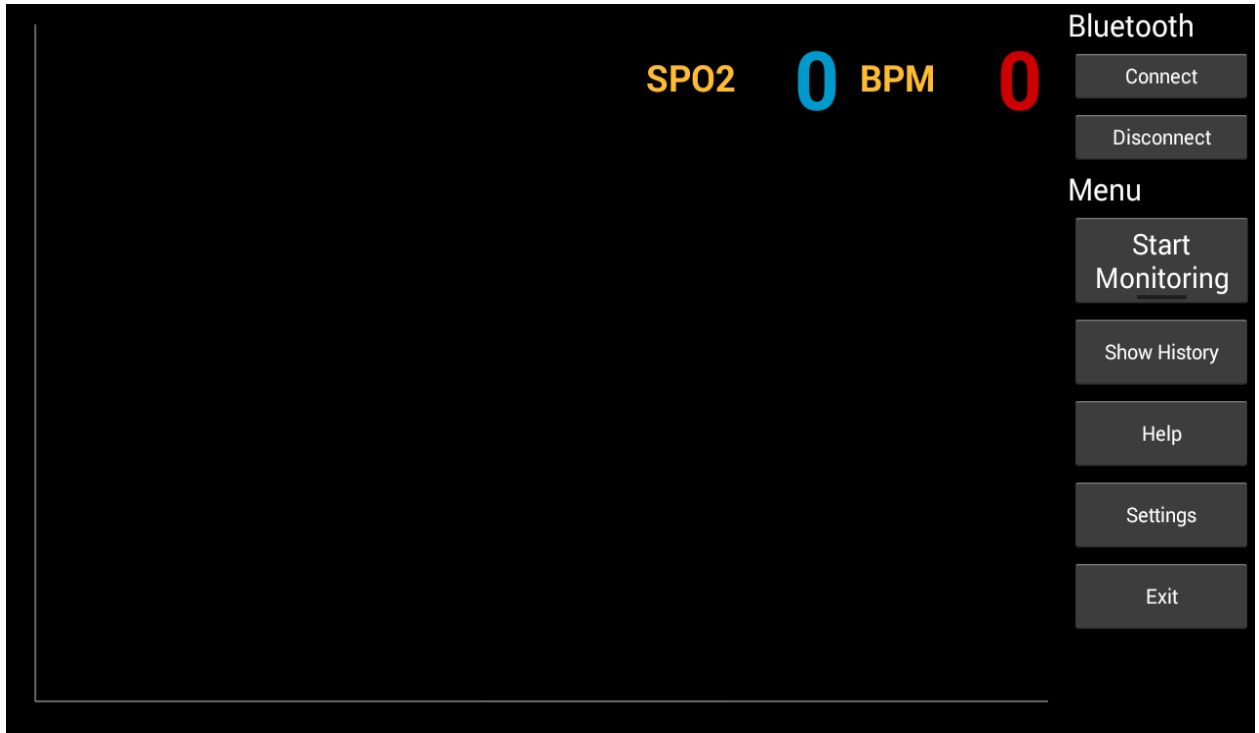 Bluetooth
SPO2 0 BPM 0
Connect
Disconnect
Menu
Start
Monitoring
Show History
Help
Settings
Exit